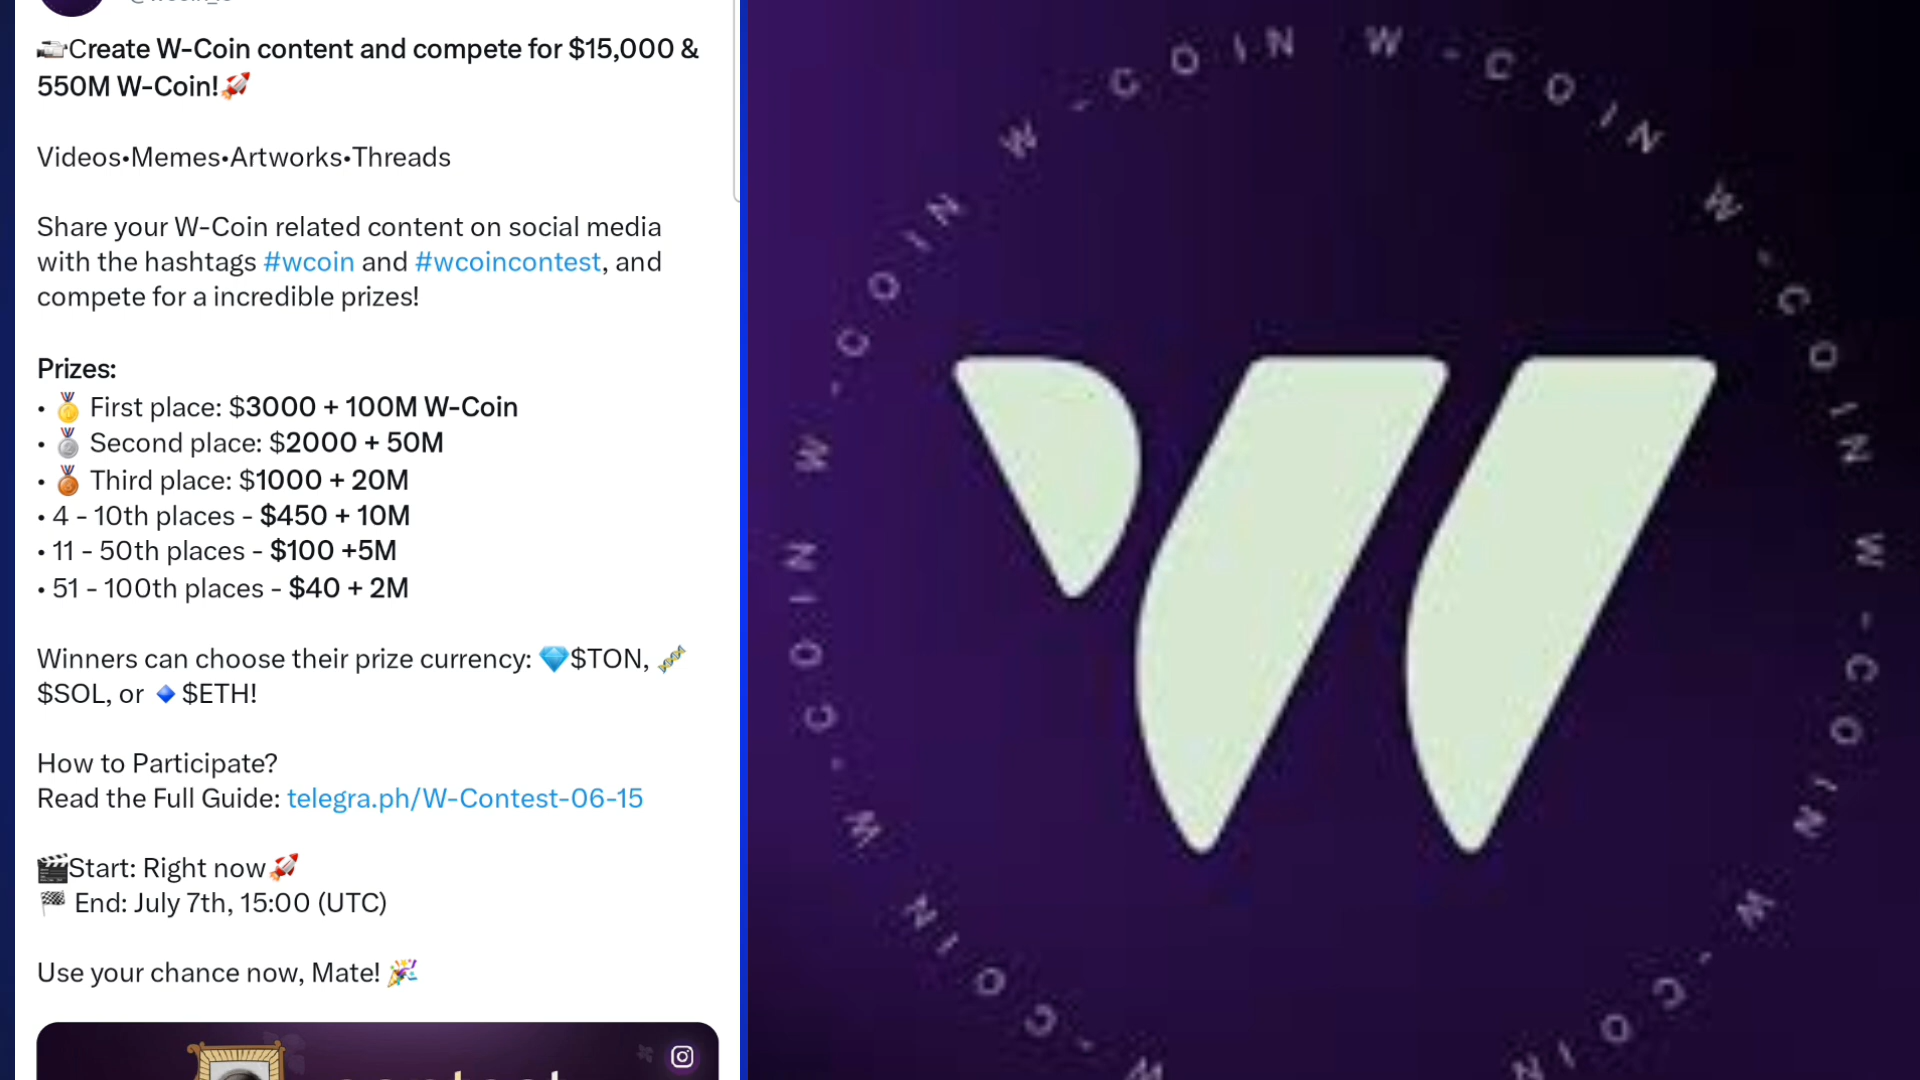 Create W-Coin content and compete for $15,000 &
550M W-Coin!
Videos•Memes•Artworks•Threads
Share your W-Coin related content on social media
with the hashtags #wcoin and #wcoincontest, and
compete for a incredible prizes!
Prizes:
• First place: $3000 + 100M W-Coin
• Second place: $2000 + 50M
• Third place: $1000 + 20M
• 4 - 10th places - $450 + 10M
• 11 - 50th places - $100 +5M
• 51 - 100th places - $40 + 2M
Winners can choose their prize currency: $TON,
$SOL, or $ETH!
How to Participate?
Read the Full Guide: telegra.ph/W-Contest-06-15
Start: Right now
End: July 7th, 15:00 (UTC)
Use your chance now, Mate!
W-COIN W-COIN W-COIN W-COIN W-COIN W-COIN W-COIN W-COIN